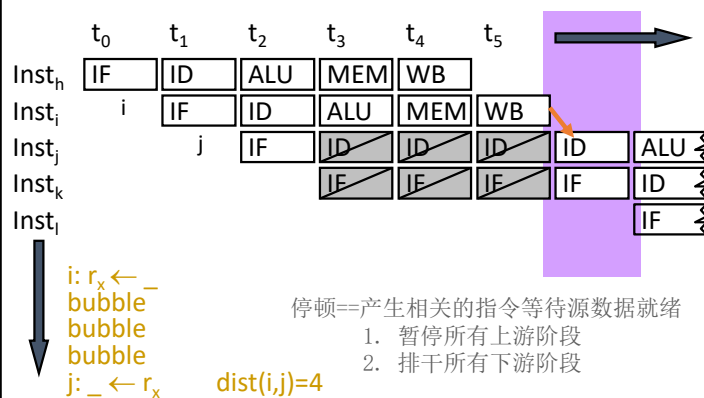 t0 t1 t2 t3 t4 t5
Insth IF ID ALU MEM WB
Insti i IF ID ALU MEM WB
Instj j IF ID ID ID ID ALU
Instk IF IF IF IF ID
Instl IF
i: rx ← _
bubble
bubble
bubble
j: _ ← rx dist(i,j)=4
停顿==产生相关的指令等待源数据就绪
1. 暂停所有上游阶段
2. 排干所有下游阶段